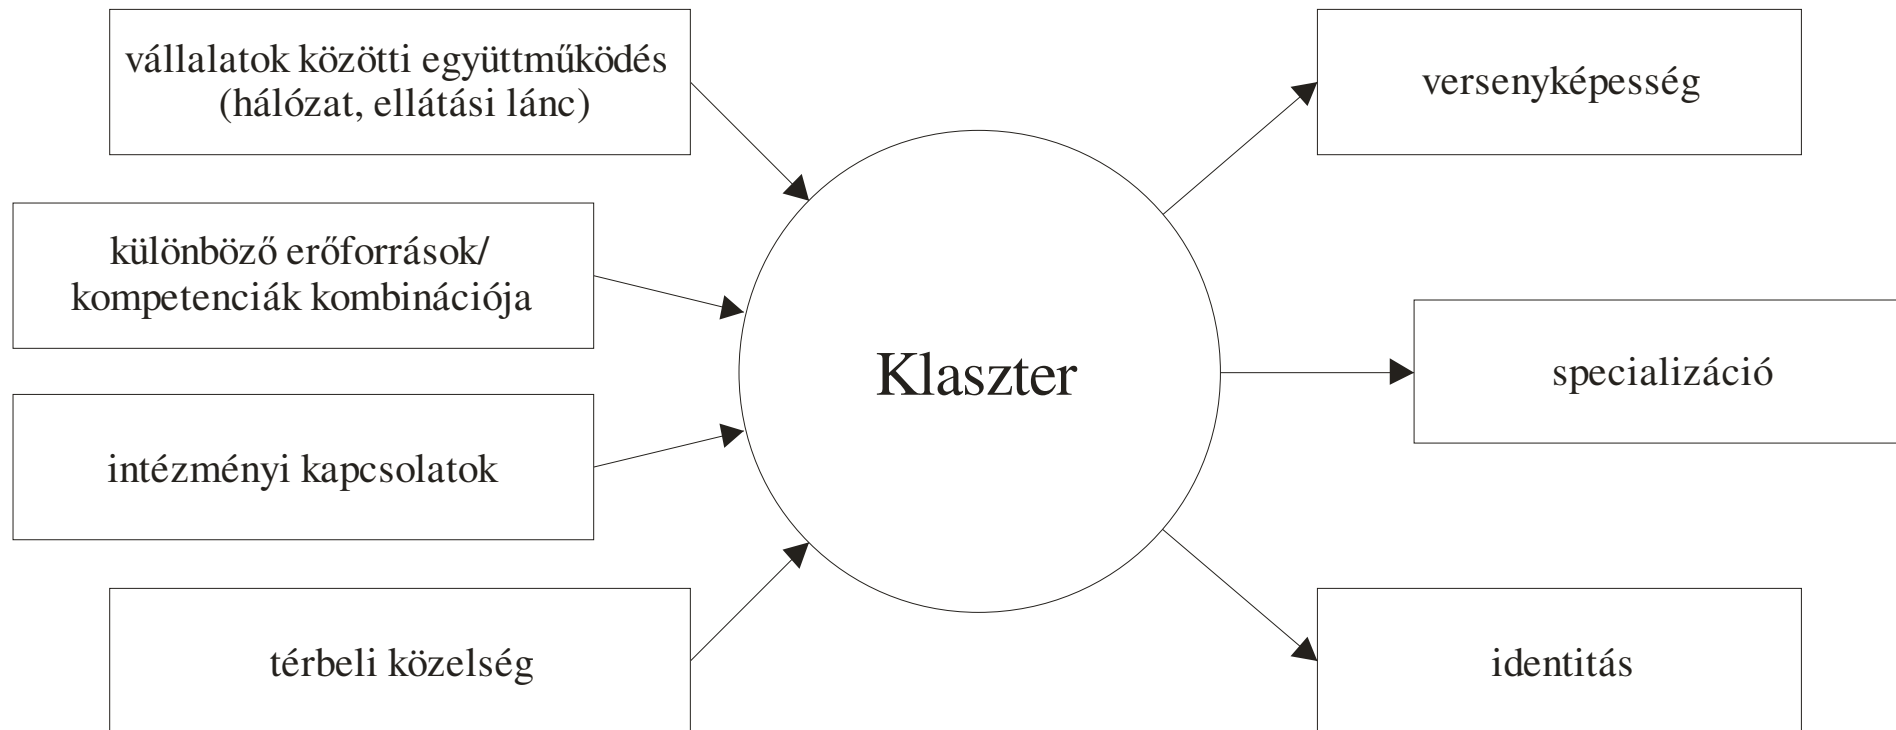 vállalatok közötti együttműködés
(hálózat, ellátási lánc)
különböző erőforrások/
kompetenciák kombinációja
intézményi kapcsolatok
térbeli közelség
Klaszter
versenyképesség
specializáció
identitás